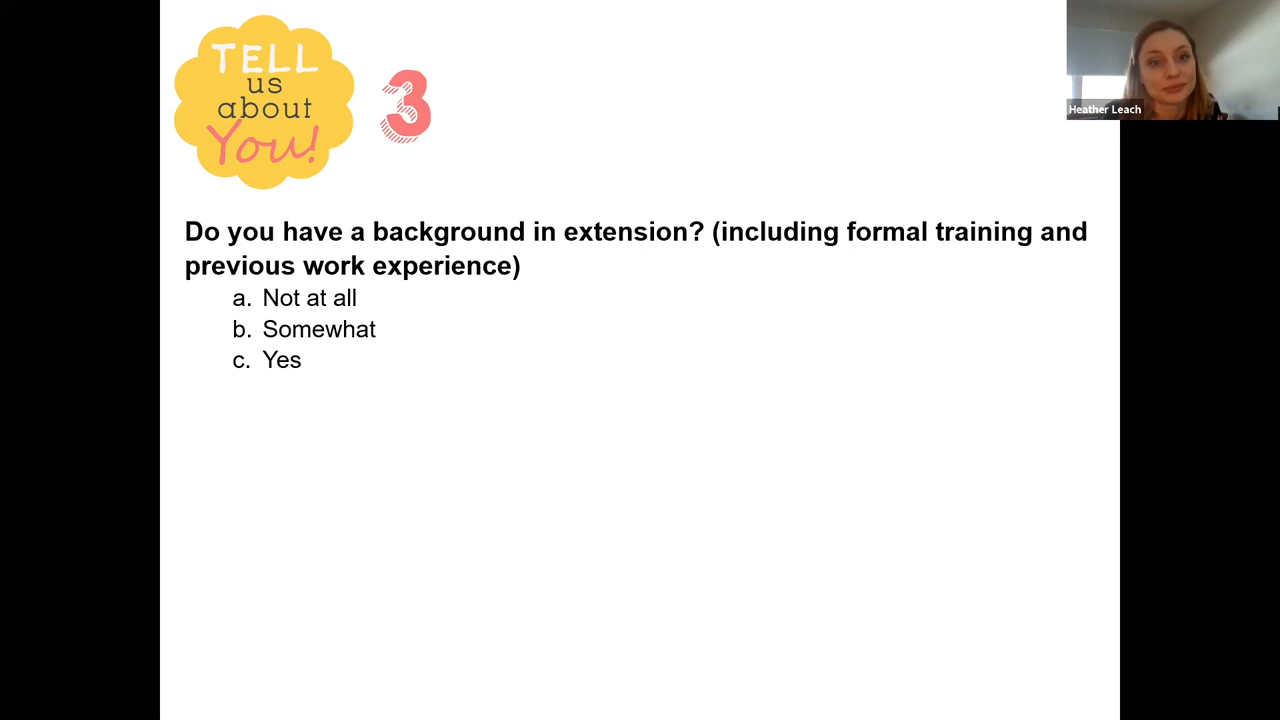 TELL
us
about
You!
3
Heather Leach
Do you have a background in extension? (including formal training and
previous work experience)
a. Not at all
b. Somewhat
c. Yes